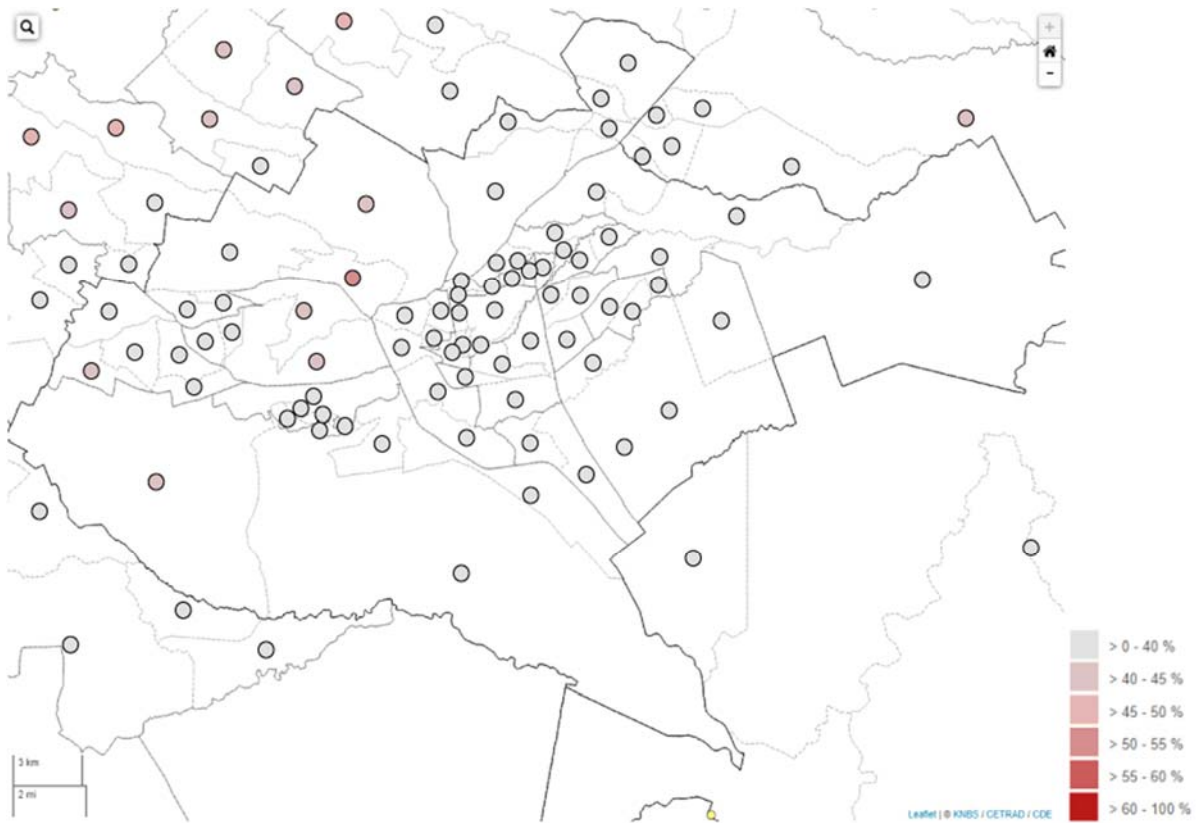 +
-
> 0 - 40 %
> 40 - 45 %
> 45 - 50 %
> 50 - 55 %
> 55 - 60 %
> 60 - 100 %
3 km
2 mi
Leaflet | © KNBS / CETRAD / CDE